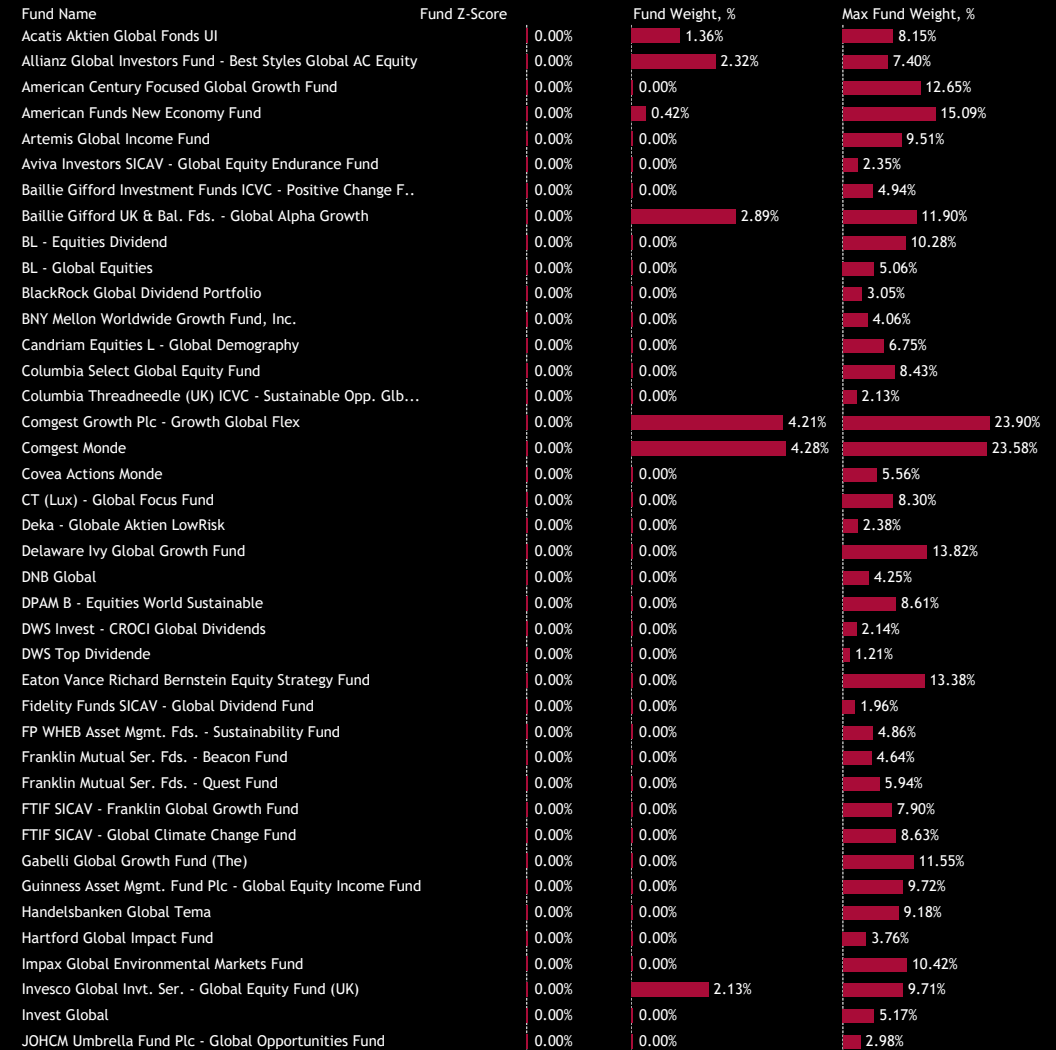 Fund Name Fund Z-Score Fund Weight, % Max Fund Weight, %
Acatis Aktien Global Fonds UI 0.00% 1.36% 8.15%
Allianz Global Investors Fund - Best Styles Global AC Equity 0.00% 2.32% 7.40%
American Century Focused Global Growth Fund 0.00% 0.00% 12.65%
American Funds New Economy Fund 0.00% 0.42% 15.09%
Artemis Global Income Fund 0.00% 0.00% 9.51%
Aviva Investors SICAV - Global Equity Endurance Fund 0.00% 0.00% 2.35%
Baillie Gifford Investment Funds ICVC - Positive Change F.. 0.00% 0.00% 4.94%
Baillie Gifford UK & Bal. Fds. - Global Alpha Growth 0.00% 2.89% 11.90%
BL - Equities Dividend 0.00% 0.00% 10.28%
BL - Global Equities 0.00% 0.00% 5.06%
BlackRock Global Dividend Portfolio 0.00% 0.00% 3.05%
BNY Mellon Worldwide Growth Fund, Inc. 0.00% 0.00% 4.06%
Candriam Equities L - Global Demography 0.00% 0.00% 6.75%
Columbia Select Global Equity Fund 0.00% 0.00% 8.43%
Columbia Threadneedle (UK) ICVC - Sustainable Opp. Glb... 0.00% 0.00% 2.13%
Comgest Growth Plc - Growth Global Flex 0.00% 4.21% 23.90%
Comgest Monde 0.00% 4.28% 23.58%
Covea Actions Monde 0.00% 0.00% 5.56%
CT (Lux) - Global Focus Fund 0.00% 0.00% 8.30%
Deka - Globale Aktien LowRisk 0.00% 0.00% 2.38%
Delaware Ivy Global Growth Fund 0.00% 0.00% 13.82%
DNB Global 0.00% 0.00% 4.25%
DPAM B - Equities World Sustainable 0.00% 0.00% 8.61%
DWS Invest - CROCI Global Dividends 0.00% 0.00% 2.14%
DWS Top Dividende 0.00% 0.00% 1.21%
Eaton Vance Richard Bernstein Equity Strategy Fund 0.00% 0.00% 13.38%
Fidelity Funds SICAV - Global Dividend Fund 0.00% 0.00% 1.96%
FP WHEB Asset Mgmt. Fds. - Sustainability Fund 0.00% 0.00% 4.86%
Franklin Mutual Ser. Fds. - Beacon Fund 0.00% 0.00% 4.64%
Franklin Mutual Ser. Fds. - Quest Fund 0.00% 0.00% 5.94%
FTIF SICAV - Franklin Global Growth Fund 0.00% 0.00% 7.90%
FTIF SICAV - Global Climate Change Fund 0.00% 0.00% 8.63%
Gabelli Global Growth Fund (The) 0.00% 0.00% 11.55%
Guinness Asset Mgmt. Fund Plc - Global Equity Income Fund 0.00% 0.00% 9.72%
Handelsbanken Global Tema 0.00% 0.00% 9.18%
Hartford Global Impact Fund 0.00% 0.00% 3.76%
Impax Global Environmental Markets Fund 0.00% 0.00% 10.42%
Invesco Global Invt. Ser. - Global Equity Fund (UK) 0.00% 2.13% 9.71%
Invest Global 0.00% 0.00% 5.17%
JOHCM Umbrella Fund Plc - Global Opportunities Fund 0.00% 0.00% 2.98%